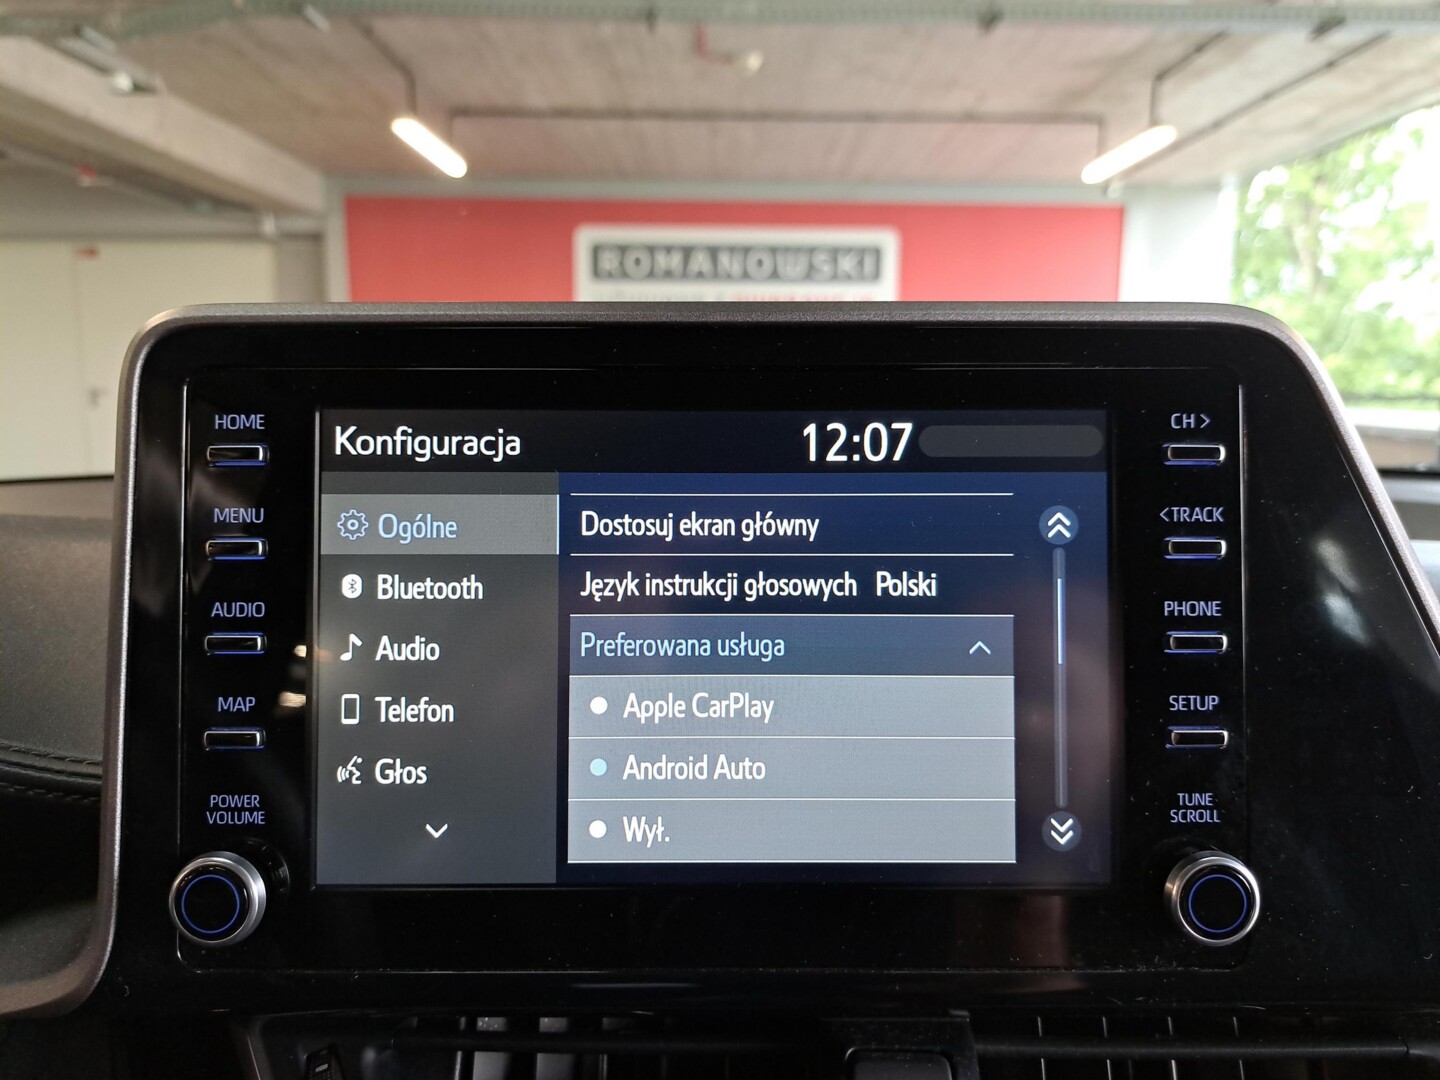 ROMANOWSKI
HOME
MENU
AUDIO
MAP
POWER
VOLUME
Konfiguracja
12:07
Ogólne
Bluetooth
Audio
Telefon
Głos
Dostosuj ekran główny
Język instrukcji głosowych Polski
Preferowana usługa
Apple CarPlay
Android Auto
Wył.
CH >
<TRACK
PHONE
SETUP
TUNE
SCROLL